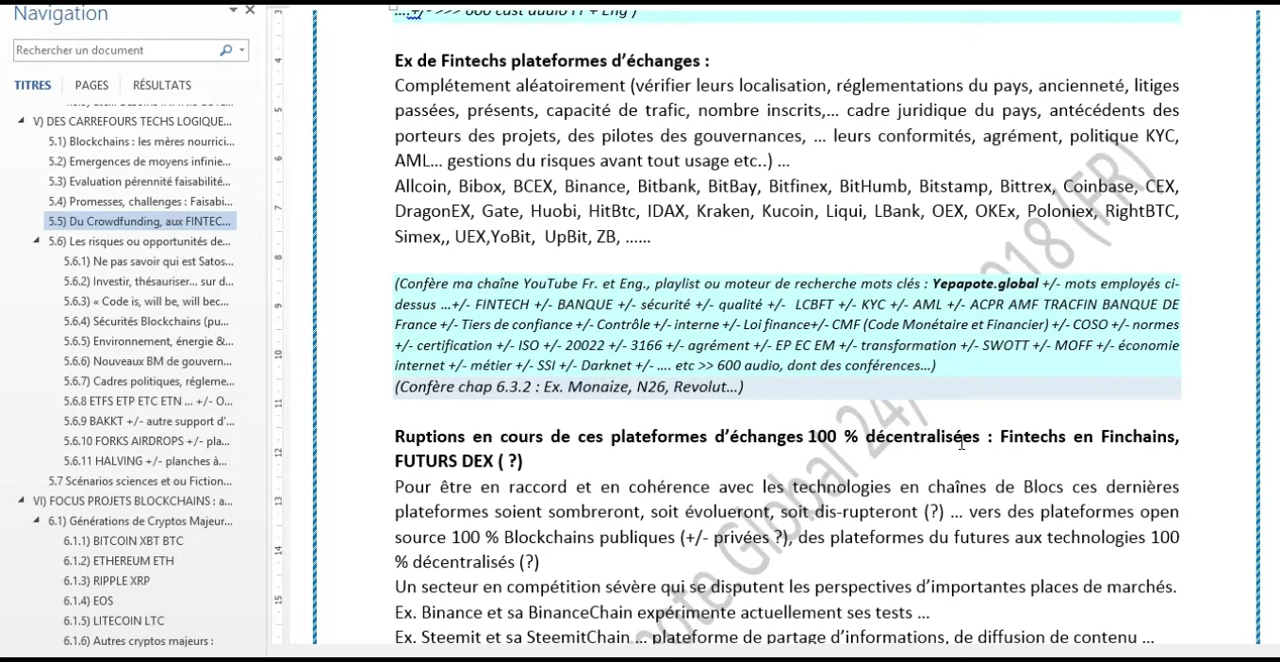 Navigation
Rechercher un document
TITRES PAGES RÉSULTATS
V) DES CARREFOURS TECHS LOGIQUE...
5.1) Blockchains : les mères nourrici...
5.2) Emergences de moyens infinie...
5.3) Evaluation pérennité faisabilité...
5.4) Promesses, challenges : Faisabi...
5.5) Du Crowdfunding, aux FINTEC...
5.6) Les risques ou opportunités de...
5.6.1) Ne pas savoir qui est Satos...
5.6.2) Investir, thésauriser... sur d...
5.6.3) « Code is, will be, will bec...
5.6.4) Sécurités Blockchains (pu...
5.6.5) Environnement, énergie &...
5.6.6) Nouveaux BM de gouvern...
5.6.7) Cadres politiques, régleme...
5.6.8 ETFS ETP ETC ETN ... +/- O...
5.6.9 BAKKT +/- autre support d'...
5.6.10 FORKS AIRDROPS +/- pla...
5.6.11 HALVING +/- planches à...
5.7 Scénarios sciences et ou Fiction...
VI) FOCUS PROJETS BLOCKCHAINS : a...
6.1) Générations de Cryptos Majeur...
6.1.1) BITCOIN XBT BTC
6.1.2) ETHEREUM ETH
6.1.3) RIPPLE XRP
6.1.4) EOS
6.1.5) LITECOIN LTC
6.1.6) Autres cryptos majeurs :
3
4
5
6
7
8
9
10
11
12
13
14
15
....+/- >>> 600 cast audio Fr + Eng )
Ex de Fintechs plateformes d’échanges :
Complétement aléatoirement (vérifier leurs localisation, réglementations du pays, ancienneté, litiges
passées, présents, capacité de trafic, nombre inscrits,... cadre juridique du pays, antécédents des
porteurs des projets, des pilotes des gouvernances, ... leurs conformités, agrément, politique KYC,
AML... gestions du risques avant tout usage etc..) ...
Allcoin, Bibox, BCEX, Binance, Bitbank, BitBay, Bitfinex, BitHumb, Bitstamp, Bittrex, Coinbase, CEX,
DragonEX, Gate, Huobi, HitBtc, IDAX, Kraken, Kucoin, Liqui, LBank, OEX, OKEx, Poloniex, RightBTC,
Simex,, UEX,YoBit, UpBit, ZB, ......
(Confère ma chaîne YouTube Fr. et Eng., playlist ou moteur de recherche mots clés : Yepapote.global +/- mots employés ci-
dessus ...+/- FINTECH +/- BANQUE +/- sécurité +/- qualité +/- LCBFT +/- KYC +/- AML +/- ACPR AMF TRACFIN BANQUE DE
France +/- Tiers de confiance +/- Contrôle +/- interne +/- Loi finance+/- CMF (Code Monétaire et Financier) +/- COSO +/- normes
+/- certification +/- ISO +/- 20022 +/- 3166 +/- agrément +/- EP EC EM +/- transformation +/- SWOTT +/- MOFF +/- économie
internet +/- métier +/- SSI +/- Darknet +/- .... etc >> 600 audio, dont des conférences...)
(Confère chap 6.3.2 : Ex. Monaize, N26, Revolut...)
Ruptions en cours de ces plateformes d’échanges 100 % décentralisées : Fintechs en Finchains,
FUTURS DEX ( ?)
Pour être en raccord et en cohérence avec les technologies en chaînes de Blocs ces dernières
plateformes soient sombreront, soit évolueront, soit dis-rupteront (?) ... vers des plateformes open
source 100 % Blockchains publiques (+/- privées ?), des plateformes du futures aux technologies 100
% décentralisés (?)
Un secteur en compétition sévère qui se disputent les perspectives d’importantes places de marchés.
Ex. Binance et sa BinanceChain expérimente actuellement ses tests ...
Ex. Steemit et sa SteemitChain ... plateforme de partage d’informations, de diffusion de contenu ...